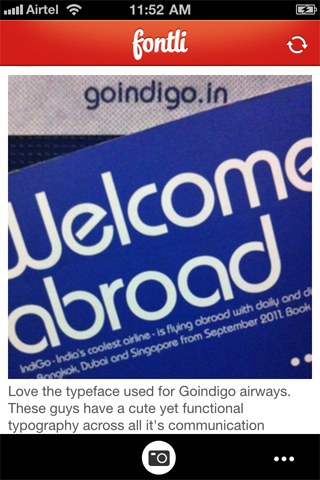 Airtel 11:52 AM
fontli
goindigo.in
Welcome
abroad
IndiGo - India's coolest airline - is flying abroad with daily and di
Bangkok, Dubai and Singapore from September 2011. Book
Love the typeface used for Goindigo airways.
These guys have a cute yet functional
typography across all it's communication